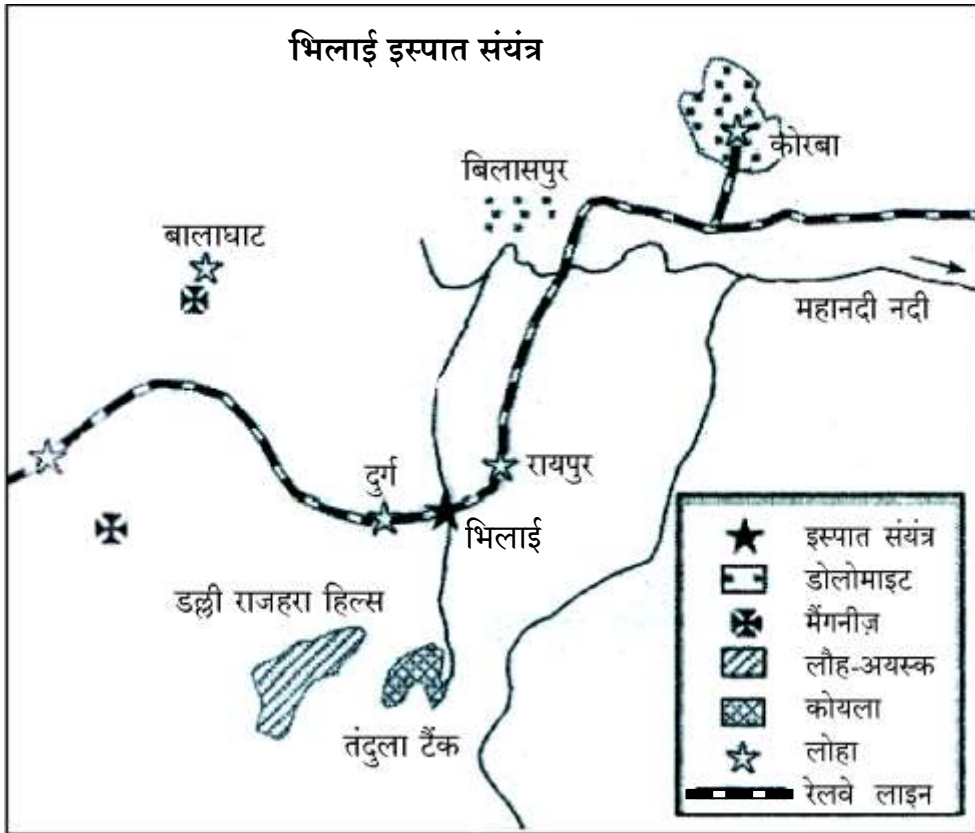 भिलाई इस्पात संयंत्र
कोरबा
बिलासपुर
बालाघाट
महानदी नदी
दुर्ग
रायपुर
भिलाई
डल्ली राजहरा हिल्स
तंदुला टैंक
इस्पात संयंत्र
डोलोमाइट
मैंगनीज़
लौह-अयस्क
कोयला
लोहा
रेलवे लाइन